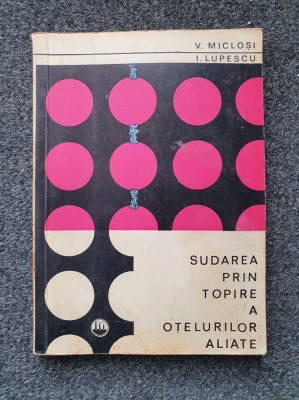 V. MICLOȘI
I. LUPESCU
SUDAREA
PRIN
TOPIRE
A
OȚELURILOR
ALIATE